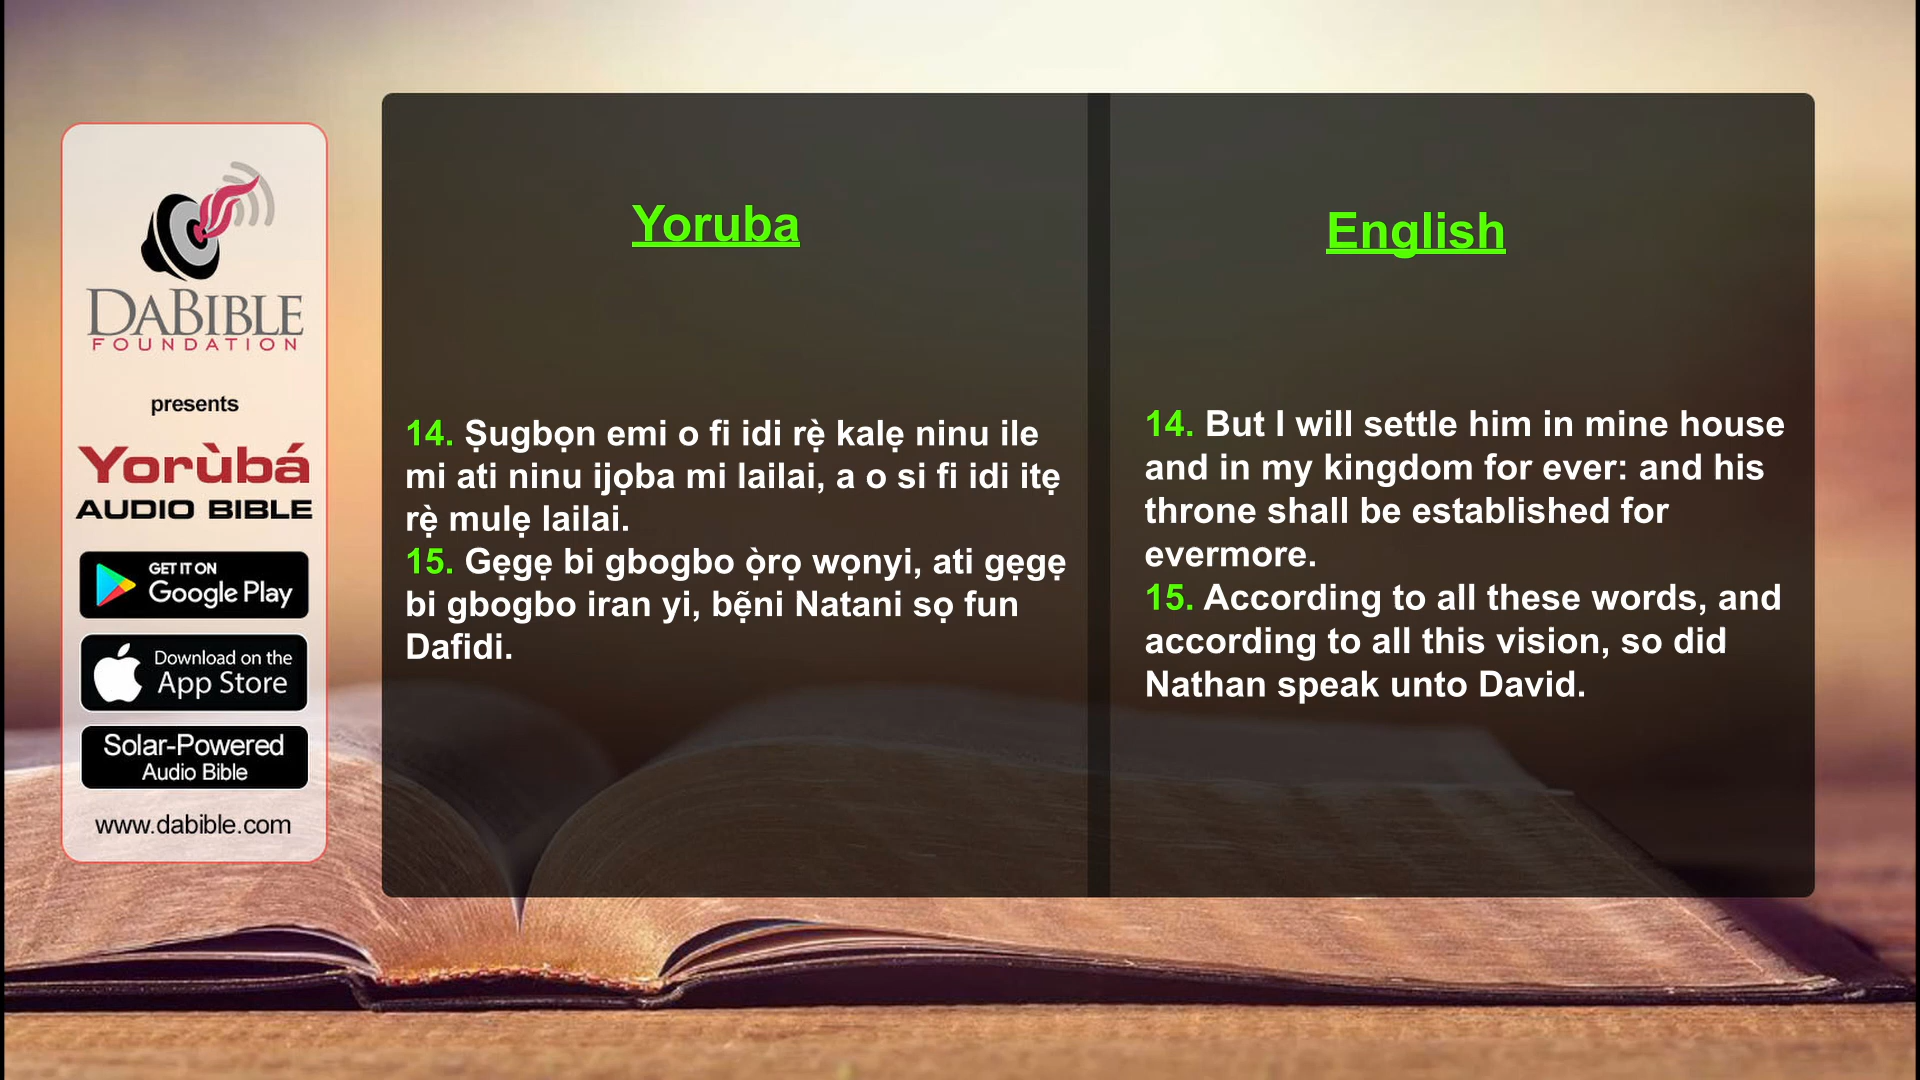 DABIBLE
FOUNDATION
presents
Yorùbá
AUDIO BIBLE
GET IT ON
Google Play
Download on the
App Store
Solar-Powered
Audio Bible
www.dabible.com
Yoruba
14. Ṣugbọn emi o fi idi rẹ̀ kalẹ ninu ile
mi ati ninu ijọba mi lailai, a o si fi idi itẹ
rẹ̀ mulẹ lailai.
15. Gẹgẹ bi gbogbo ọ̀rọ wọnyi, ati gẹgẹ
bi gbogbo iran yi, bẹ̃ni Natani sọ fun
Dafidi.
English
14. But I will settle him in mine house
and in my kingdom for ever: and his
throne shall be established for
evermore.
15. According to all these words, and
according to all this vision, so did
Nathan speak unto David.